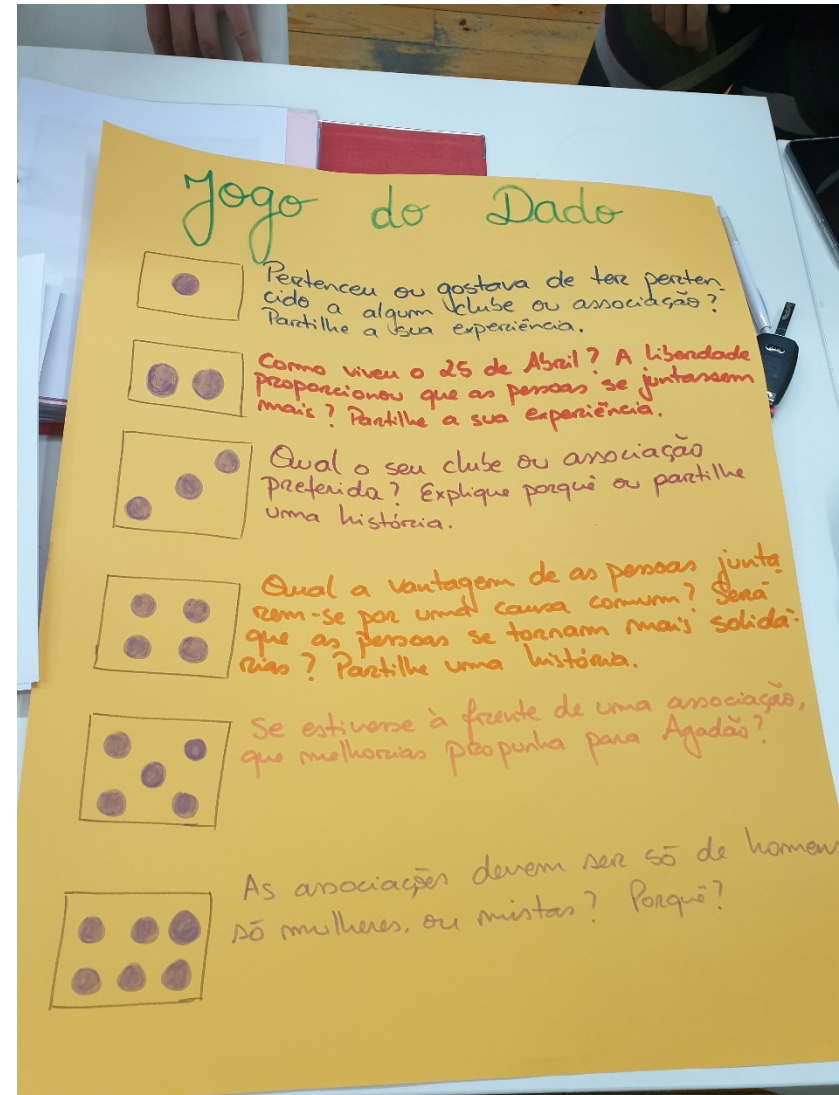 Jogo do Dado
Pertenceu ou gostava de ter perten-
cido a algum clube ou associação?
Partilhe a sua experiência.
Como viveu o 25 de Abril? A liberdade
proporcionou que as pessoas se juntassem
mais? Partilhe a sua experiência.
Qual o seu clube ou associação
preferida? Explique porquê ou partilhe
uma história.
Qual a vantagem de as pessoas junta
rem-se por uma causa comum? Será
que as pessoas se tornam mais solidá-
rias? Partilhe uma história.
Se estivesse à frente de uma associação,
que melhorias propunha para Agadão?
As associações devem ser só de homens
só mulheres, ou mistas? Porquê?